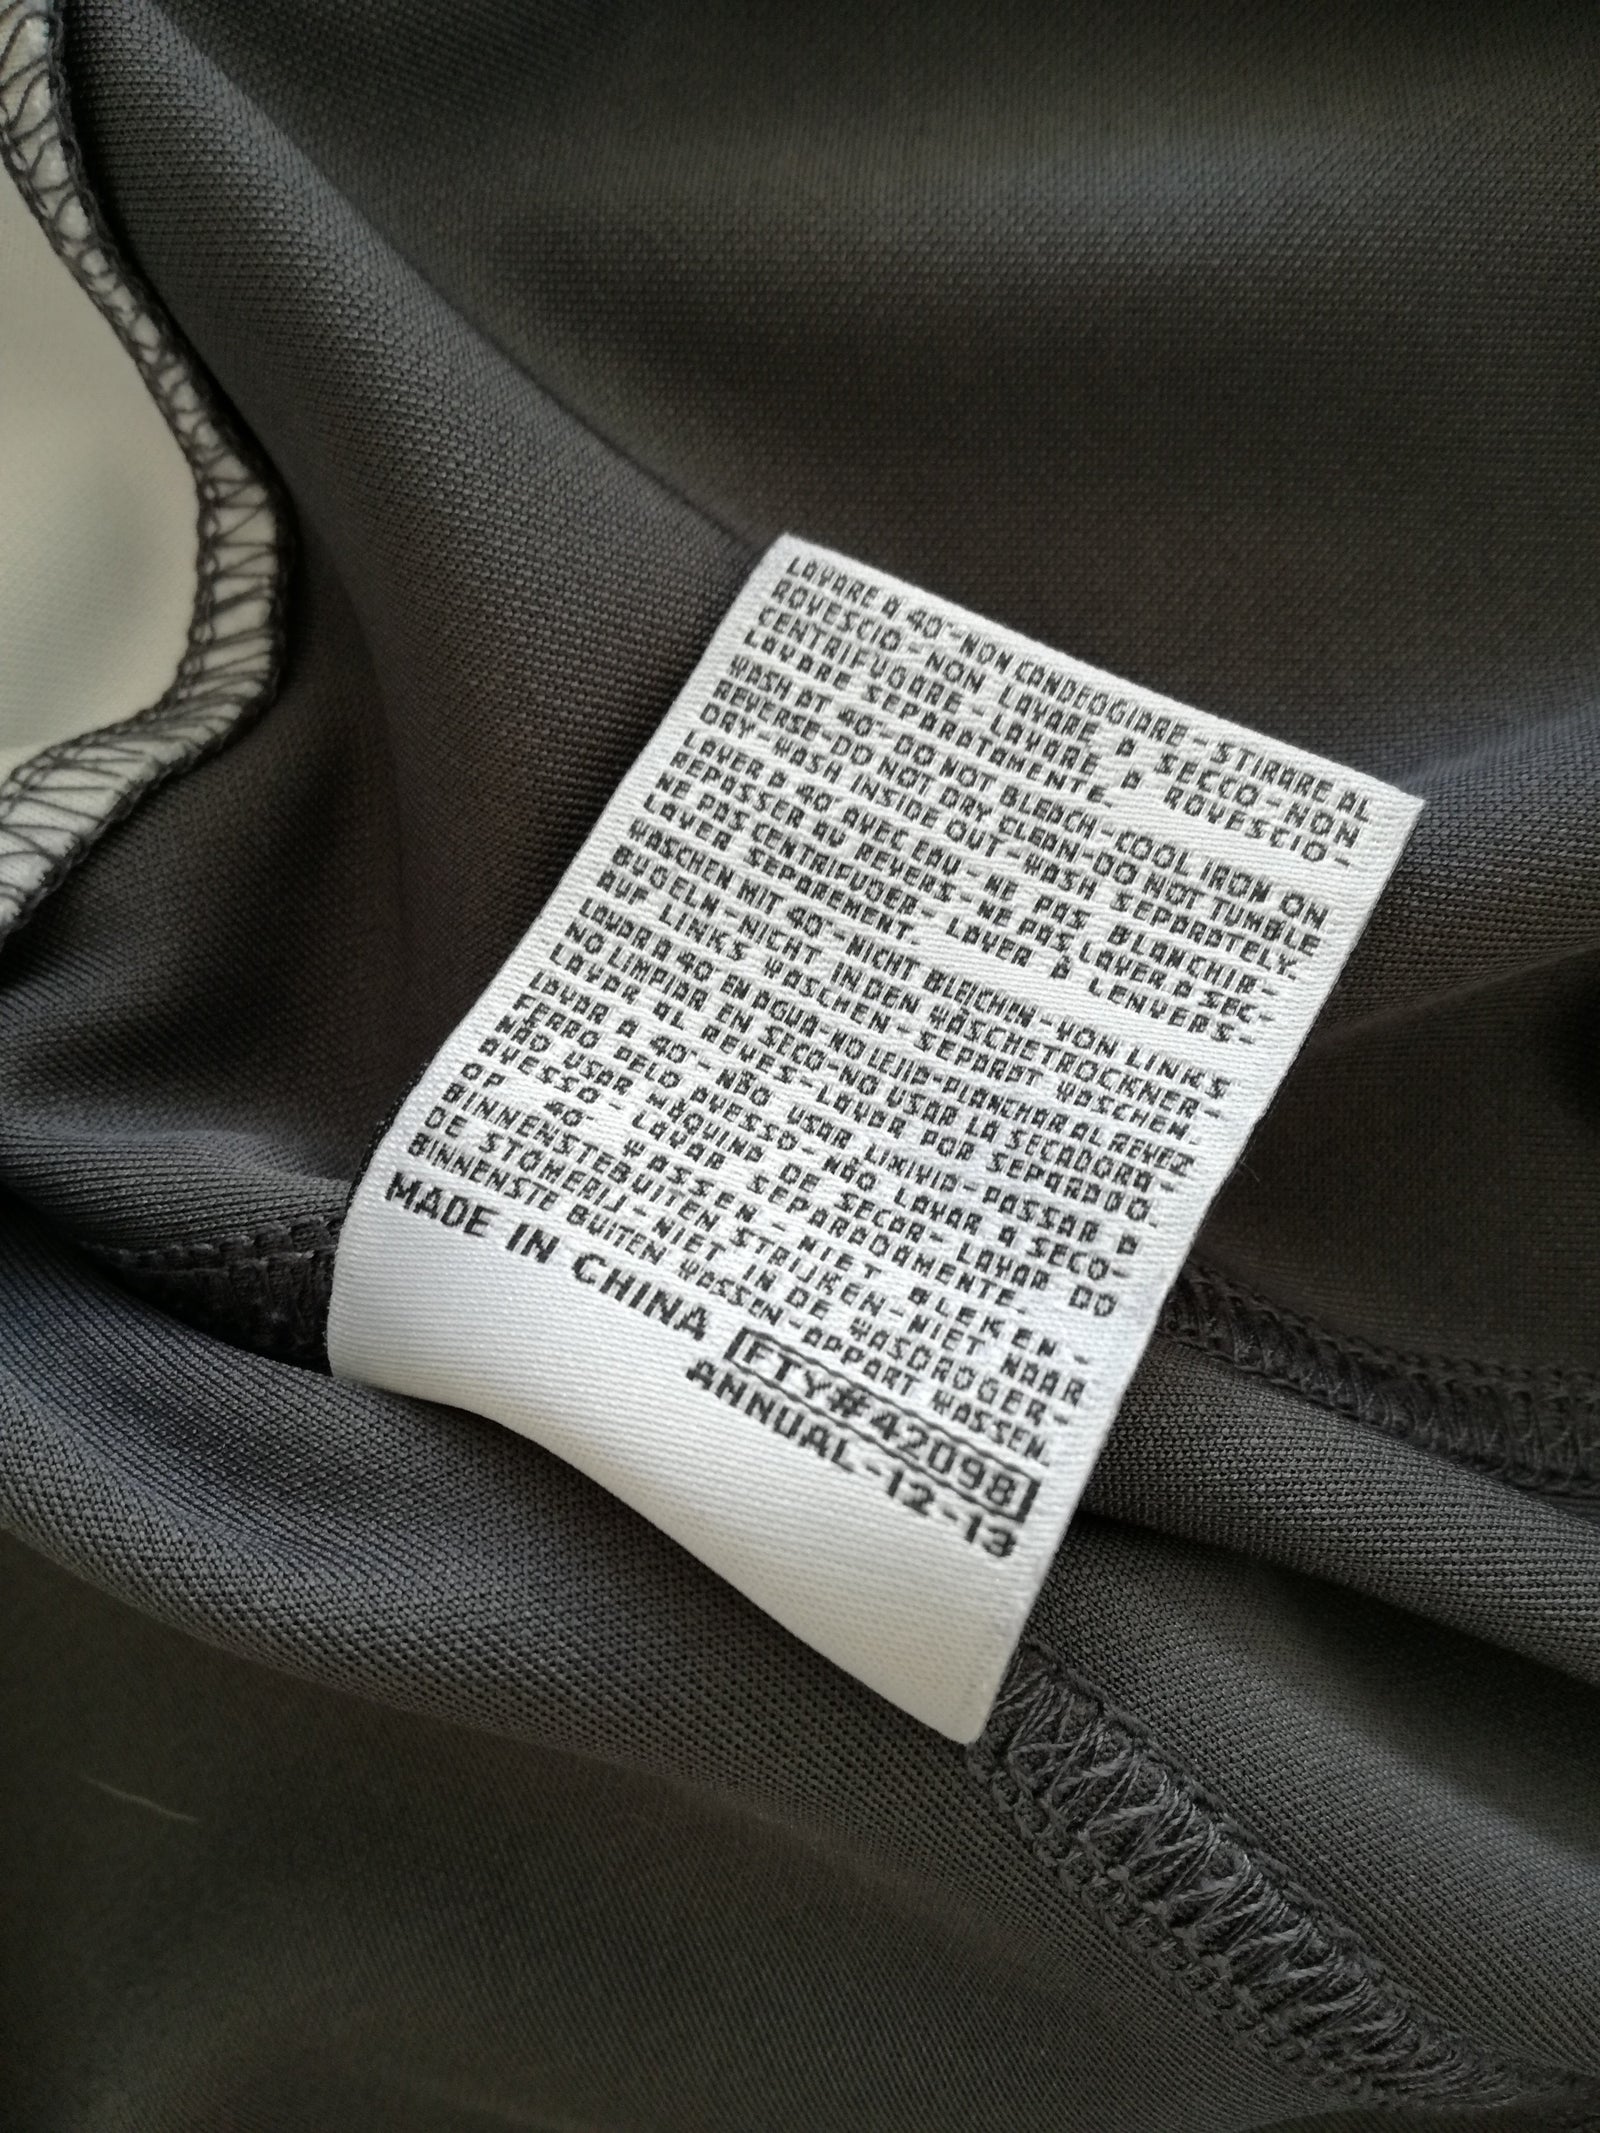 LAVARE A 40°-NON CANDEGGIARE-STIRARE AL
ROVESCIO-NON LAVARE A SECCO-NON
CENTRIFUGARE-LAVARE A ROVESCIO-
LAVARE SEPARATAMENTE.
WASH AT 40°-DO NOT BLEACH-COOL IRON ON
REVERSE-DO NOT DRY CLEAN-DO NOT TUMBLE
DRY-WASH INSIDE OUT-WASH SEPARATELY.
LAVER A 40°AVEC EAU-NE PAS BLANCHIR-
REPASSER AU REVERS-NE PAS LAVER A SEC-
NE PAS CENTRIFUGER-LAVER A L'ENVERS-
LAVER SEPAREMENT.
WASCHEN MIT 40°-NICHT BLEICHEN-VON LINKS
BUGELN-NICHT IN DEN WASCHETROCKNER-
AUF LINKS WASCHEN-SEPARAT WASCHEN.
LAVAR A 40 EN AGUA-NO LEJIA-PLANCHAR AL REVEZ
NO LIMPIAR EN SECO-NO USAR LA SECADORA-
LAVAR AL REVES-LAVAR POR SEPARADO.
LAVAR A 40°-NÃO USAR LIXIVIA-PASSAR A
FERRO PELO AVESSO-NÃO LAVAR A SECO-
NÃO USAR MÁQUINA DE SECAR-LAVAR DO
AVESSO-LAVAR SEPARADAMENTE.
OP 40° WASSEN-NIET BLEKEN-
BINNENSTEBUITEN STRIJKEN-NIET NAAR
DE STOMERIJ-NIET IN DE WASDROGER-
BINNENSTE BUITEN WASSEN-APPART WASSEN.
MADE IN CHINA FTY#42098
ANNUAL-12-13